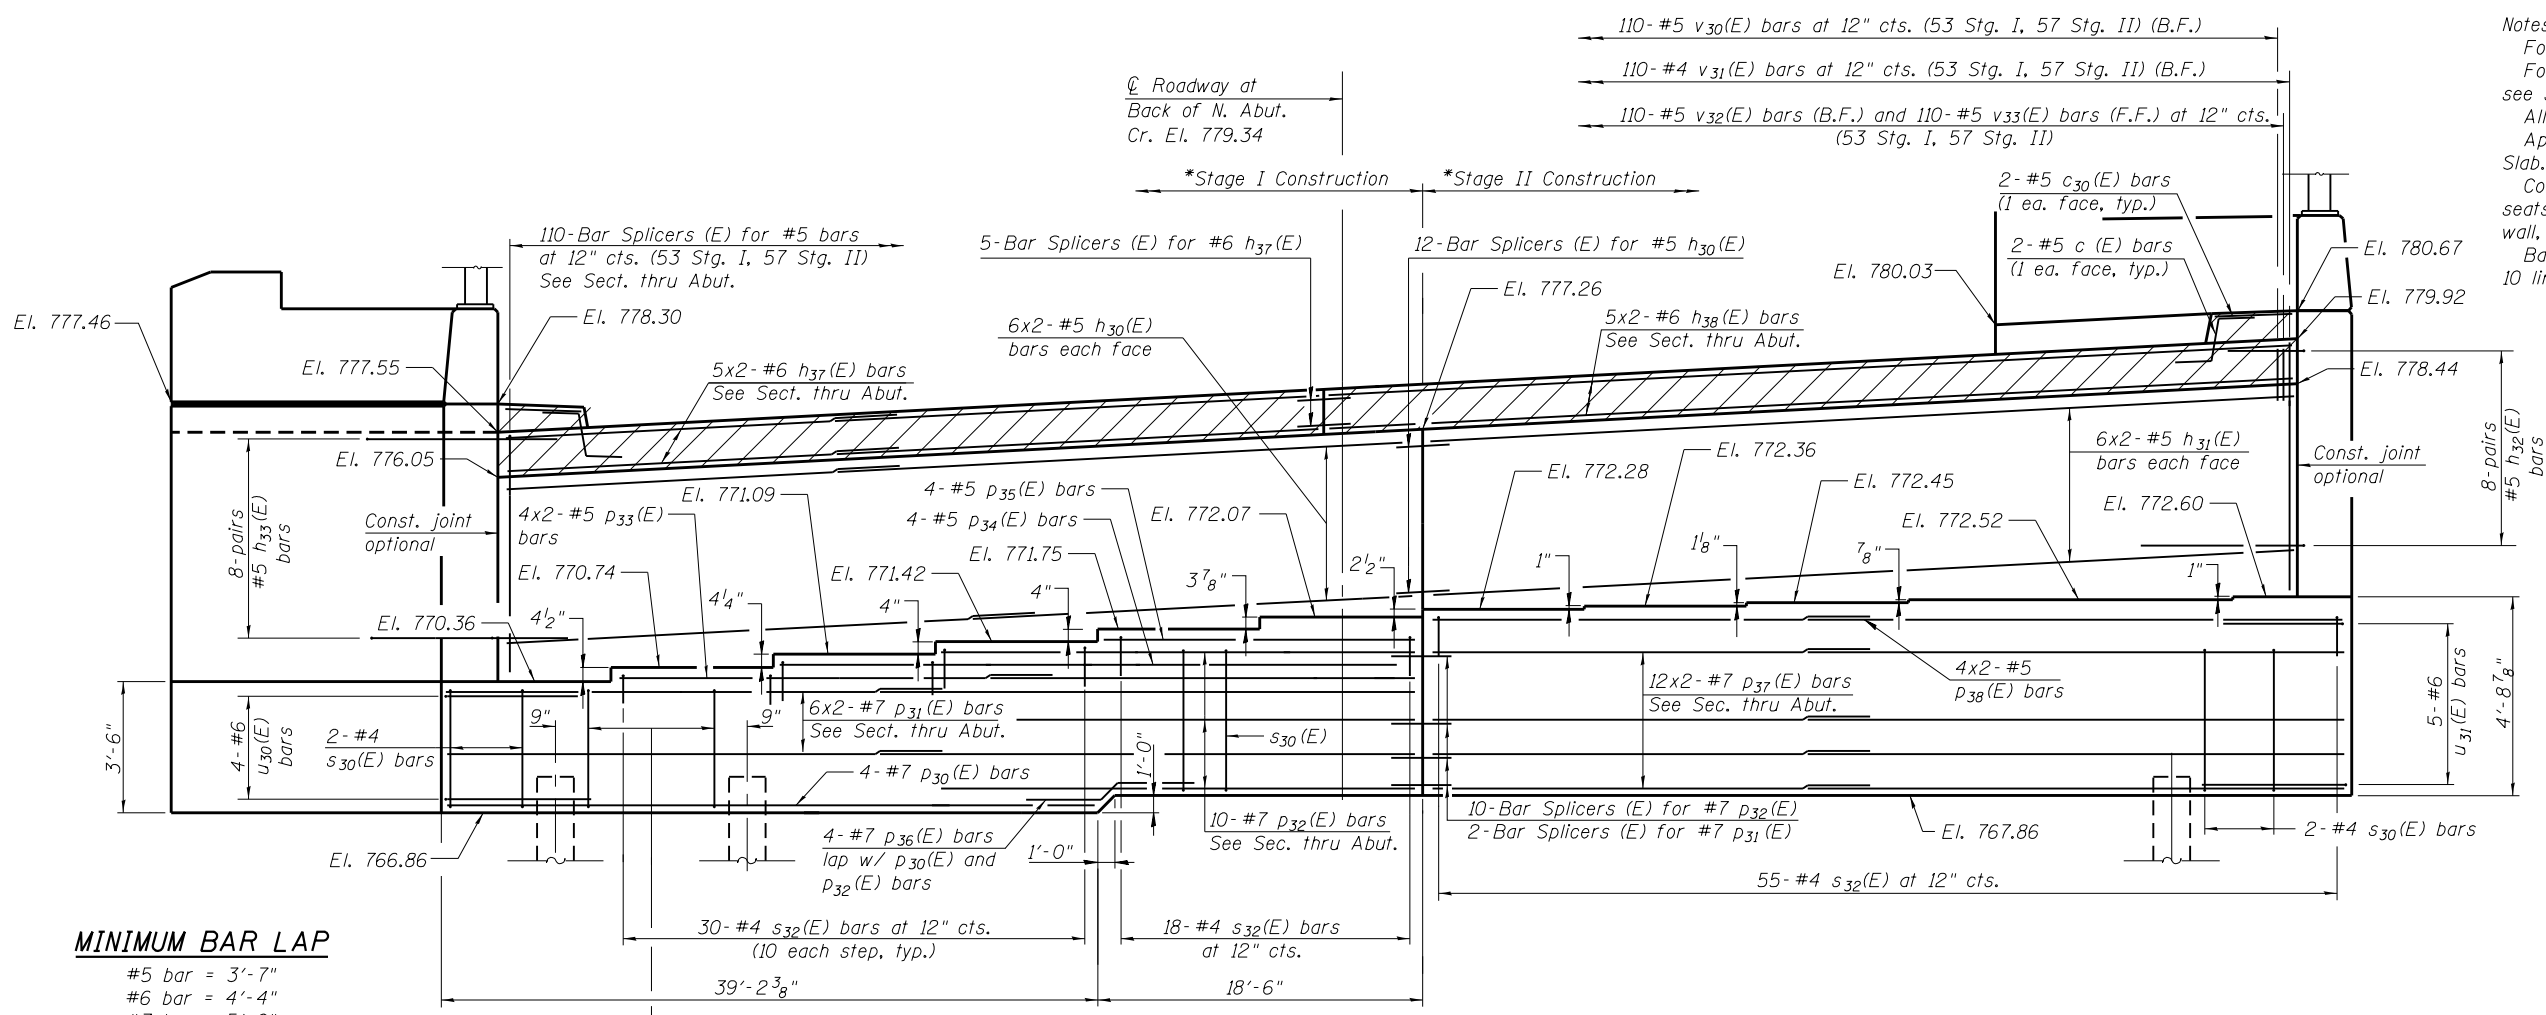 110-#5 v30(E) bars at 12" cts. (53 Stg. I, 57 Stg. II) (B.F.)
110-#4 v31(E) bars at 12" cts. (53 Stg. I, 57 Stg. II) (B.F.)
110-#5 v32(E) bars (B.F.) and 110-#5 v33(E) bars (F.F.) at 12" cts.
(53 Stg. I, 57 Stg. II)
Notes
see
All
Slab.
seats
wall,
10
℄ Roadway at
Back of N. Abut.
Cr. El. 779.34
*Stage I Construction
*Stage II Construction
2-#5 c30(E) bars
(1 ea. face, typ.)
2-#5 c (E) bars
(1 ea. face, typ.)
110-Bar Splicers (E) for #5 bars
at 12" cts. (53 Stg. I, 57 Stg. II)
See Sect. thru Abut.
5-Bar Splicers (E) for #6 h37(E)
12-Bar Splicers (E) for #5 h30(E)
El. 780.03
El. 780.67
El. 779.92
El. 778.44
El. 777.46
El. 778.30
El. 777.55
El. 776.05
El. 777.26
6x2-#5 h30(E)
bars each face
5x2-#6 h38(E) bars
See Sect. thru Abut.
5x2-#6 h37(E) bars
See Sect. thru Abut.
8-pairs
#5 h33(E)
bars
Const. joint
optional
4x2-#5 p33(E)
bars
El. 771.09
4-#5 p35(E) bars
4-#5 p34(E) bars
El. 771.75
El. 772.07
El. 772.28
El. 772.36
El. 772.45
El. 772.52
El. 772.60
6x2-#5 h31(E)
bars each face
Const. joint
optional
8-pairs
#5 h32(E)
bars
El. 770.74
El. 771.42
El. 770.36
4 1/2"
4 1/4"
4"
4"
3 7/8"
2 1/2"
1"
1 1/8"
7/8"
1"
3'-6"
4-#6
u30(E)
bars
2-#4
s30(E) bars
9"
9"
6x2-#7 p31(E) bars
See Sect. thru Abut.
4-#7 p30(E) bars
s30(E)
1'-0"
12x2-#7 p37(E) bars
See Sec. thru Abut.
4x2-#5
p38(E) bars
5-#6
u31(E) bars
4'-8 7/8"
El. 766.86
4-#7 p36(E) bars
lap w/ p30(E) and
p32(E) bars
1'-0"
10-#7 p32(E) bars
See Sec. thru Abut.
10-Bar Splicers (E) for #7 p32(E)
2-Bar Splicers (E) for #7 p31(E)
El. 767.86
2-#4 s30(E) bars
55-#4 s32(E) at 12" cts.
30-#4 s32(E) bars at 12" cts.
(10 each step, typ.)
18-#4 s32(E) bars
at 12" cts.
39'-2 3/8"
18'-6"
MINIMUM BAR LAP
#5 bar = 3'-7"
#6 bar = 4'-4"